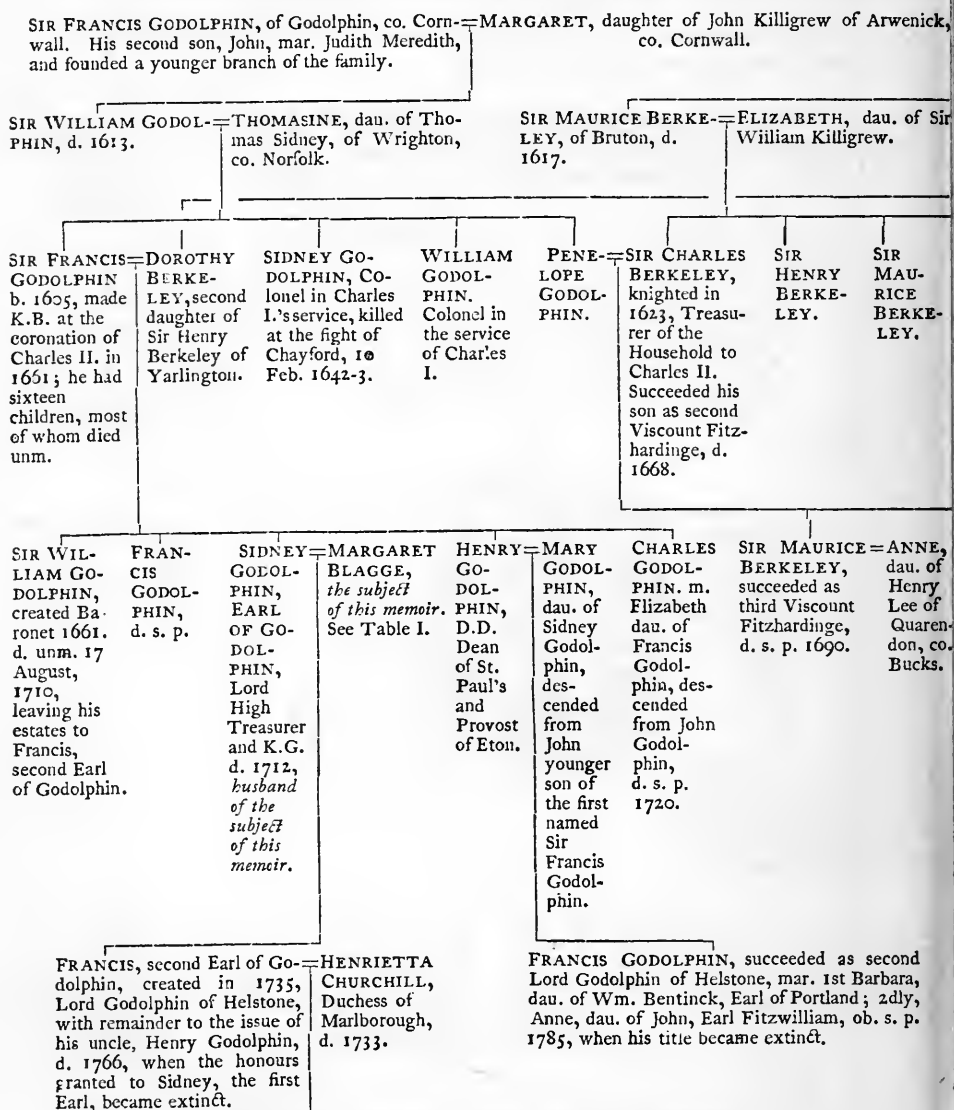 SIR FRANCIS GODOLPHIN, of Godolphin, co. Corn-
wall. His second son, John, mar. Judith Meredith,
and founded a younger branch of the family.
MARGARET, daughter of John Killigrew of Arwenick,
co. Cornwall.
SIR WILLIAM GODOL-
PHIN, d. 1613.
THOMASINE, dau. of Tho-
mas Sidney, of Wrighton,
co. Norfolk.
SIR MAURICE BERKE-
LEY, of Bruton, d.
1617.
ELIZABETH, dau. of Sir
William Killigrew.
SIR FRANCIS
GODOLPHIN
b. 1605, made
K.B. at the
coronation of
Charles II. in
1661; he had
sixteen
children, most
of whom died
unm.
DOROTHY
BERKE-
LEY, second
daughter of
Sir Henry
Berkeley of
Yarlington.
SIDNEY GO-
DOLPHIN, Co-
lonel in Charles
I.'s service, killed
at the fight of
Chayford, 10
Feb. 1642-3.
WILLIAM
GODOL-
PHIN.
Colonel in
the service
of Charles
I.
PENE-
LOPE
GODOL-
PHIN.
SIR CHARLES
BERKELEY,
knighted in
1623, Treasu-
rer of the
Household to
Charles II.
Succeeded his
son as second
Viscount Fitz-
hardinge, d.
1668.
SIR
HENRY
BERKE-
LEY.
SIR
MAU-
RICE
BERKE-
LEY.
SIR WIL-
LIAM GO-
DOLPHIN,
created Ba-
ronet 1661.
d. unm. 17
August,
1710,
leaving his
estates to
Francis,
second Earl
of Godolphin.
FRAN-
CIS
GODOL-
PHIN,
d. s. p.
SIDNEY
GODOL-
PHIN,
EARL
OF GO-
DOL-
PHIN,
Lord
High
Treasurer
and K.G.
d. 1712,
husband
of the
subject
of this
memoir.
MARGARET
BLAGGE,
the subject
of this memoir.
See Table I.
HENRY
GO-
DOL-
PHIN,
D.D.
Dean
of St.
Paul's
and
Provost
of Eton.
MARY
GODOL-
PHIN,
dau. of
Sidney
Godol-
phin,
des-
cended
from
John
younger
son of
the first
named
Sir
Francis
Godol-
phin.
CHARLES
GODOL-
PHIN. m.
Elizabeth
dau. of
Francis
Godol-
phin, des-
cended
from John
Godol-
phin,
d. s. p.
1720.
SIR MAURICE
BERKELEY,
succeeded as
third Viscount
Fitzhardinge,
d. s. p. 1690.
ANNE,
dau. of
Henry
Lee of
Quaren-
don, co.
Bucks.
FRANCIS, second Earl of Go-
dolphin, created in 1735,
Lord Godolphin of Helstone,
with remainder to the issue of
his uncle, Henry Godolphin,
d. 1766, when the honours
granted to Sidney, the first
Earl, became extinct.
HENRIETTA
CHURCHILL,
Duchess of
Marlborough,
d. 1733.
FRANCIS GODOLPHIN, succeeded as second
Lord Godolphin of Helstone, mar. 1st Barbara,
dau. of Wm. Bentinck, Earl of Portland; 2dly,
Anne, dau. of John, Earl Fitzwilliam, ob. s. p.
1785, when his title became extinct.